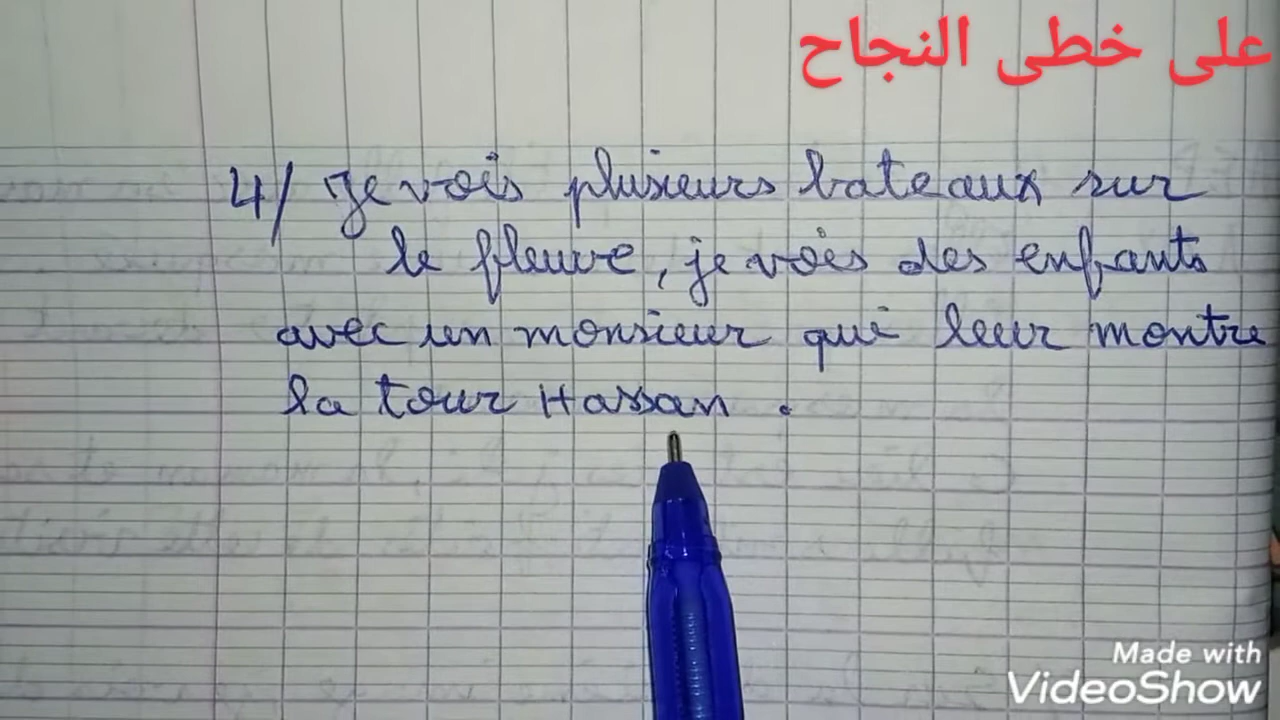 على خطى النجاح
4/ Je vois plusieurs bateaux sur
le fleuve, je vois des enfants
avec un monsieur qui leur montre
la tour Hassan .
Made with
VideoShow